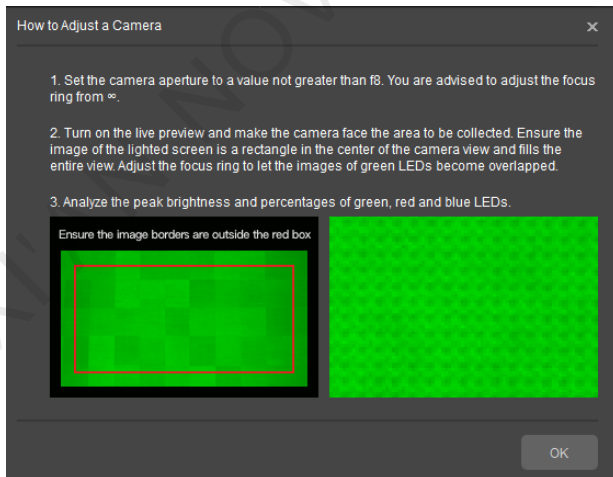 How to Adjust a Camera
1. Set the camera aperture to a value not greater than f8. You are advised to adjust the focus
ring from ∞.
2. Turn on the live preview and make the camera face the area to be collected. Ensure the
image of the lighted screen is a rectangle in the center of the camera view and fills the
entire view. Adjust the focus ring to let the images of green LEDs become overlapped.
3. Analyze the peak brightness and percentages of green, red and blue LEDs.
Ensure the image borders are outside the red box
OK